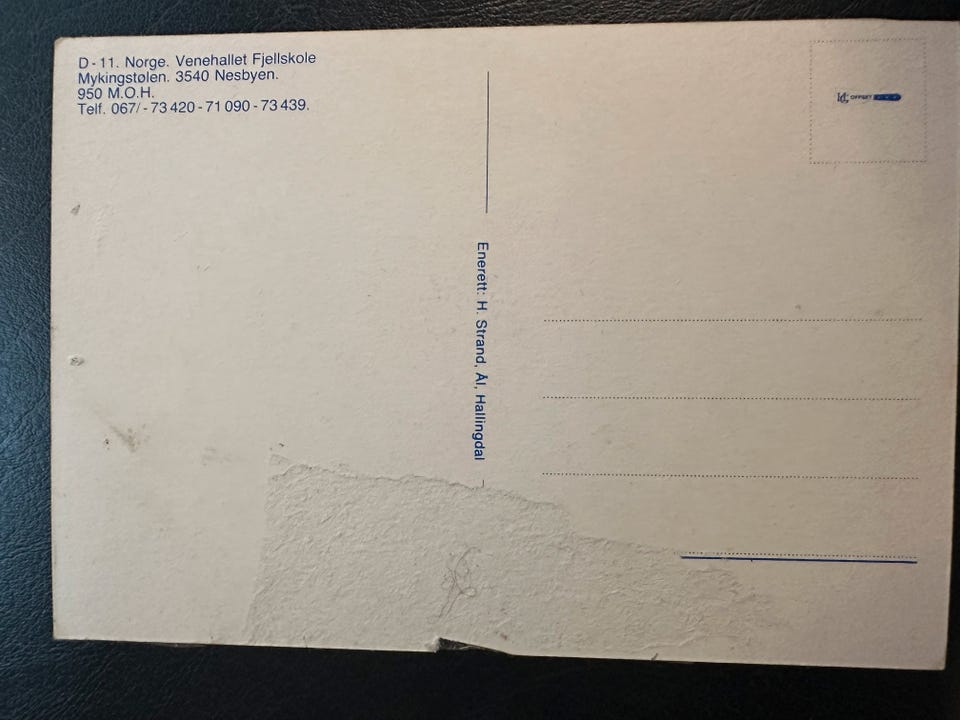 D - 11. Norge. Venehallet Fjellskole
Mykingstølen. 3540 Nesbyen.
950 M.O.H.
Telf. 067/ - 73 420 - 71 090 - 73 439.
Enerett: H. Strand, Ål, Hallingdal
OFFSET